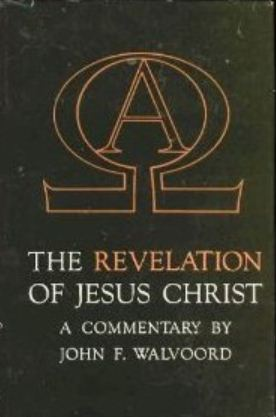 Α
Ω
THE REVELATION
OF JESUS CHRIST
A COMMENTARY BY
JOHN F. WALVOORD